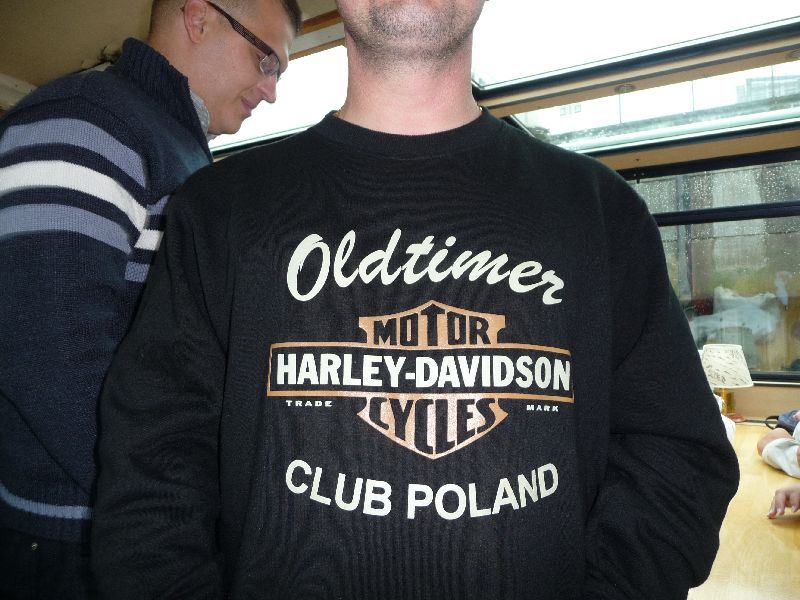 Oldtimer
MOTOR
HARLEY-DAVIDSON
TRADE MARK
CYCLES
CLUB POLAND